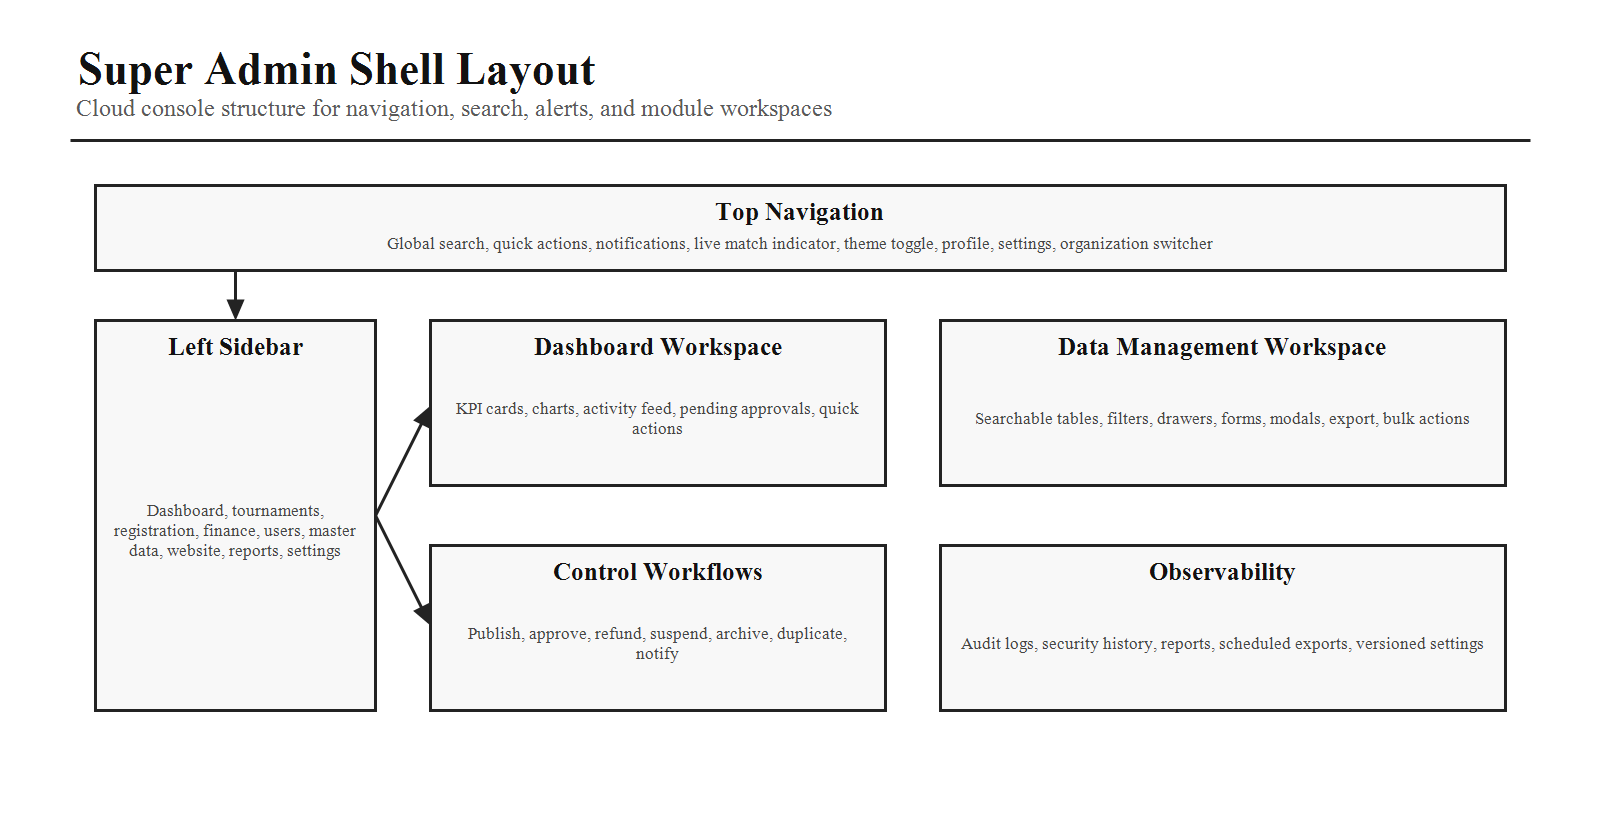 Super Admin Shell Layout
Cloud console structure for navigation, search, alerts, and module workspaces
Top Navigation
Global search, quick actions, notifications, live match indicator, theme toggle, profile, settings, organization switcher
Left Sidebar
Dashboard, tournaments,
registration, finance, users, master
data, website, reports, settings
Dashboard Workspace
KPI cards, charts, activity feed, pending approvals, quick
actions
Data Management Workspace
Searchable tables, filters, drawers, forms, modals, export, bulk actions
Control Workflows
Publish, approve, refund, suspend, archive, duplicate,
notify
Observability
Audit logs, security history, reports, scheduled exports, versioned settings